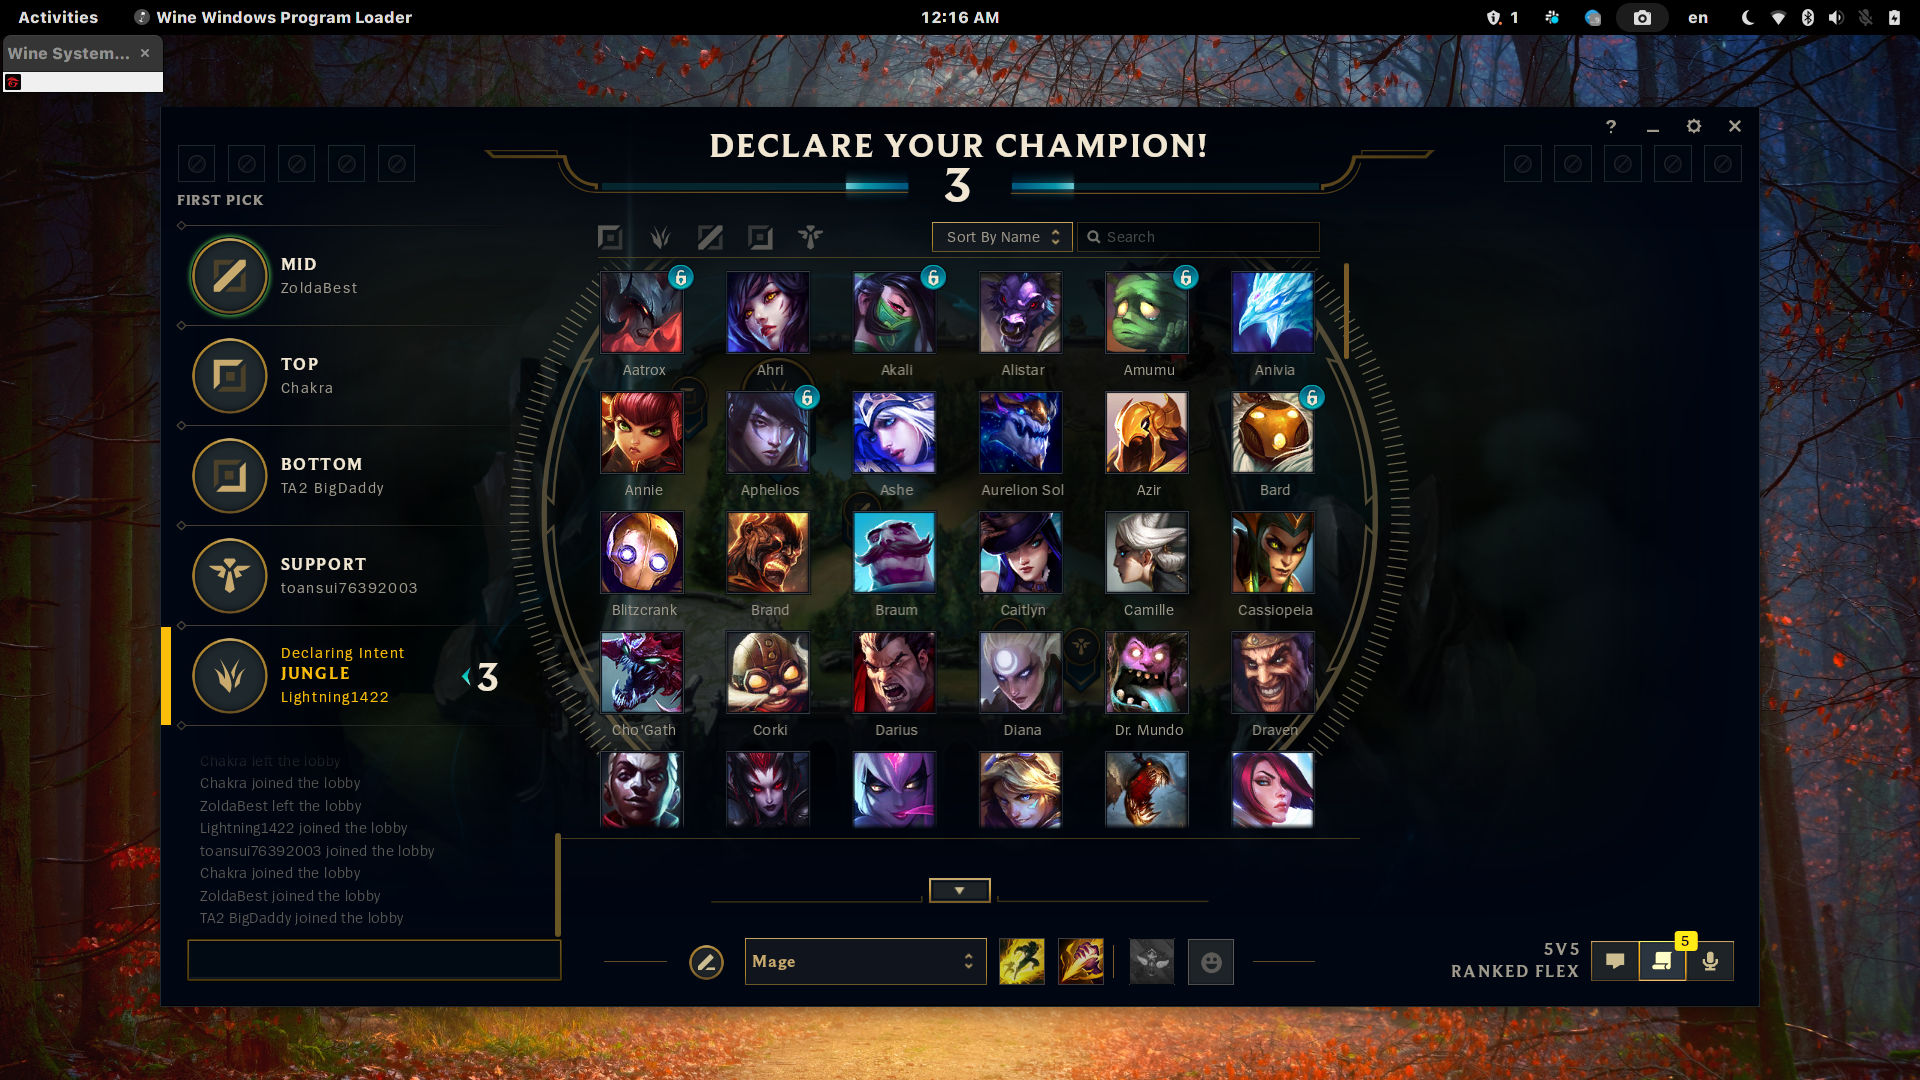 Activities
Wine Windows Program Loader
12:16 AM
1
en
Wine System...
DECLARE YOUR CHAMPION!
3
?
FIRST PICK
MID
ZoldaBest
TOP
Chakra
BOTTOM
TA2 BigDaddy
SUPPORT
toansui76392003
Declaring Intent
JUNGLE
Lightning1422
3
Chakra left the lobby
Chakra joined the lobby
ZoldaBest left the lobby
Lightning1422 joined the lobby
toansui76392003 joined the lobby
Chakra joined the lobby
ZoldaBest joined the lobby
TA2 BigDaddy joined the lobby
Sort By Name
Search
6 6 6
Aatrox Ahri Akali Alistar Amumu Anivia
6 6
Annie Aphelios Ashe Aurelion Sol Azir Bard
Blitzcrank Brand Braum Caitlyn Camille Cassiopeia
Cho'Gath Corki Darius Diana Dr. Mundo Draven
Mage
5V5
RANKED FLEX
5